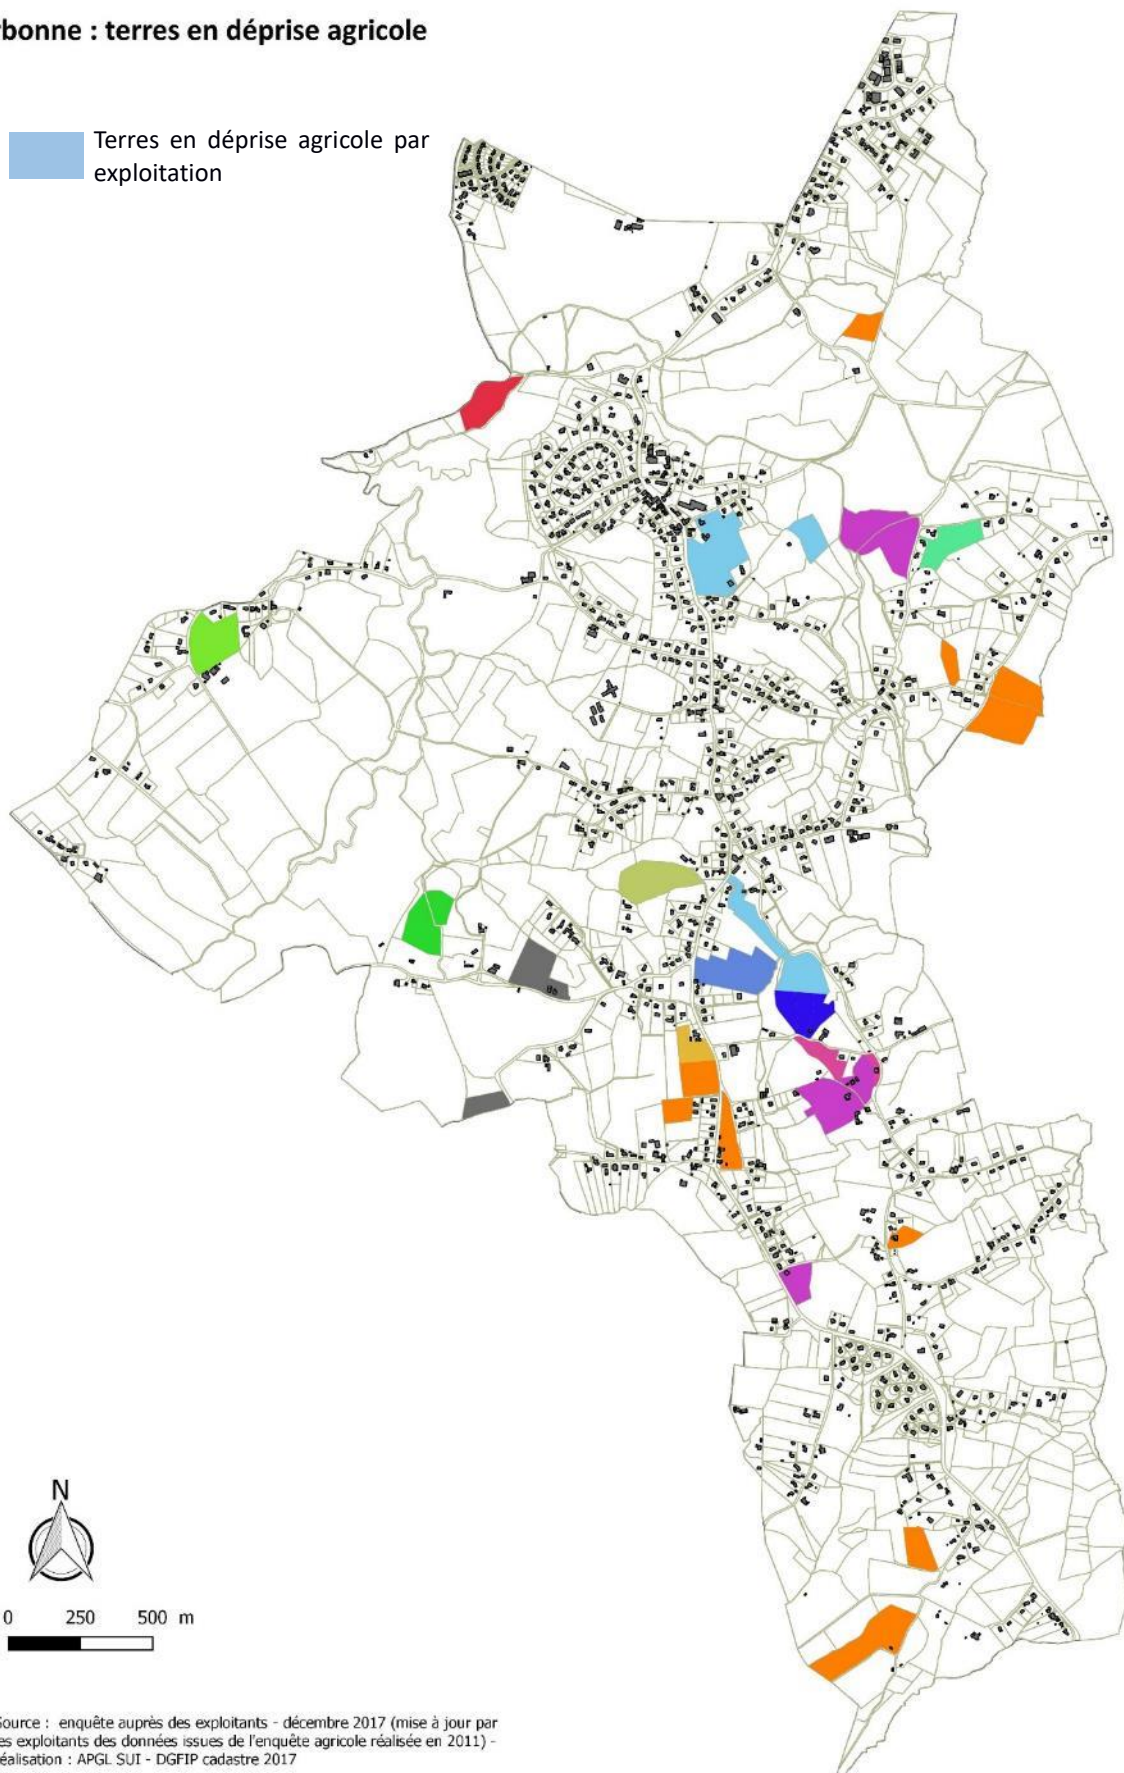 rbonne : terres en déprise agricole
Terres en déprise agricole par
exploitation
N
0 250 500 m
Source : enquête auprès des exploitants - décembre 2017 (mise à jour par
es exploitants des données issues de l'enquête agricole réalisée en 2011) -
éalisation : APGL SUI - DGFIP cadastre 2017